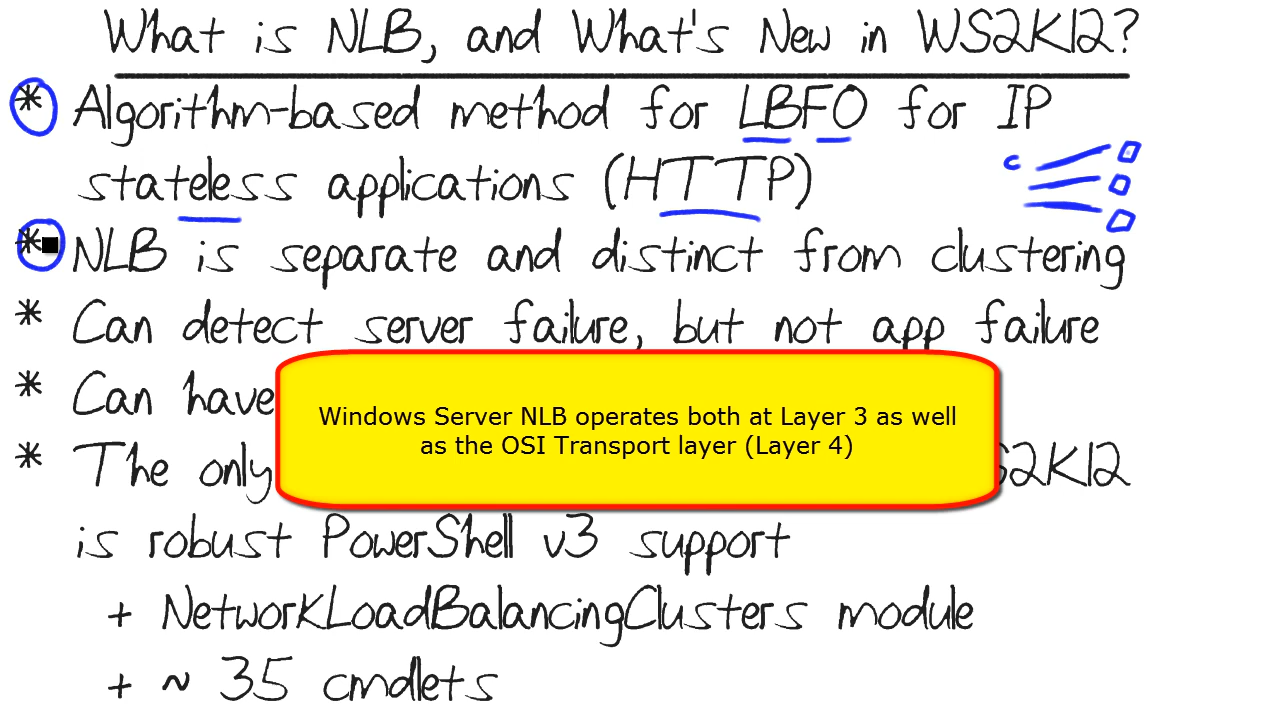 What is NLB, and What's New in WS2K12?
* Algorithm-based method for LBFO for IP
stateless applications (HTTP)
c
* NLB is separate and distinct from clustering
* Can detect server failure, but not app failure
* Can have
Windows Server NLB operates both at Layer 3 as well
as the OSI Transport layer (Layer 4)
* The only S2K12
is robust PowerShell v3 support
+ NetworkLoadBalancingClusters module
+ ~ 35 cmdlets